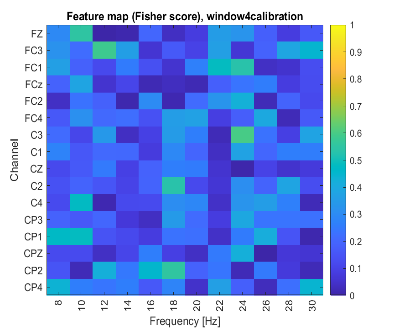 Feature map (Fisher score), window4calibration
Channel
FZ
FC3
FC1
FCz
FC2
FC4
C3
C1
CZ
C2
C4
CP3
CP1
CPZ
CP2
CP4
8 10 12 14 16 18 20 22 24 26 28 30
Frequency [Hz]
1
0.9
0.8
0.7
0.6
0.5
0.4
0.3
0.2
0.1
0